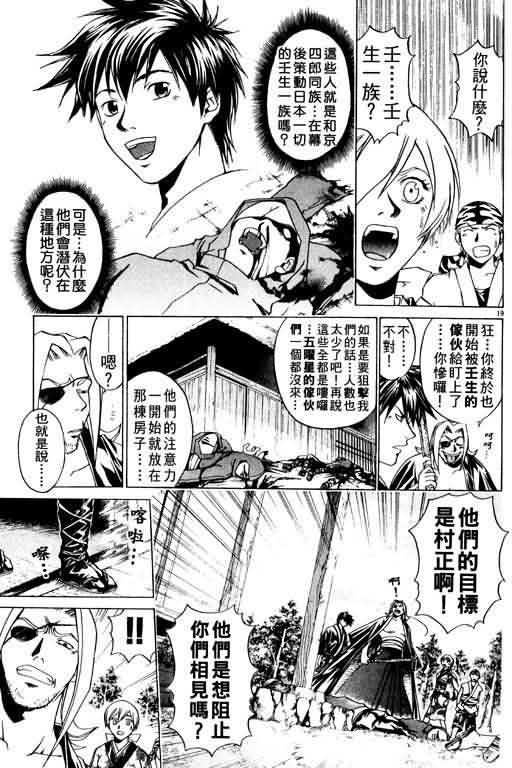 你說什麼？
壬……壬
生一族？
這些人就是和京
四郎同族…在幕
後策動日本一切
的壬生一族嗎？
可是…為什麼
他們會潛伏在
這種地方呢？
19
狂…你終於也
開始被壬生的
傢伙給盯上了
…你慘囉
呵
呵
不…
不對！
如果是要狙擊我
們的話…人數也
太少了吧！再說
這些全都是嘍囉
…五曜星的傢伙
們一個都沒來…
他們的注意力
一開始就放在
那棟房子…
嗯？
也就是說…
他們的目標
是村正啊！
啊！
他們是想阻止
你們相見嗎？
喀
啦…
喀…
!!